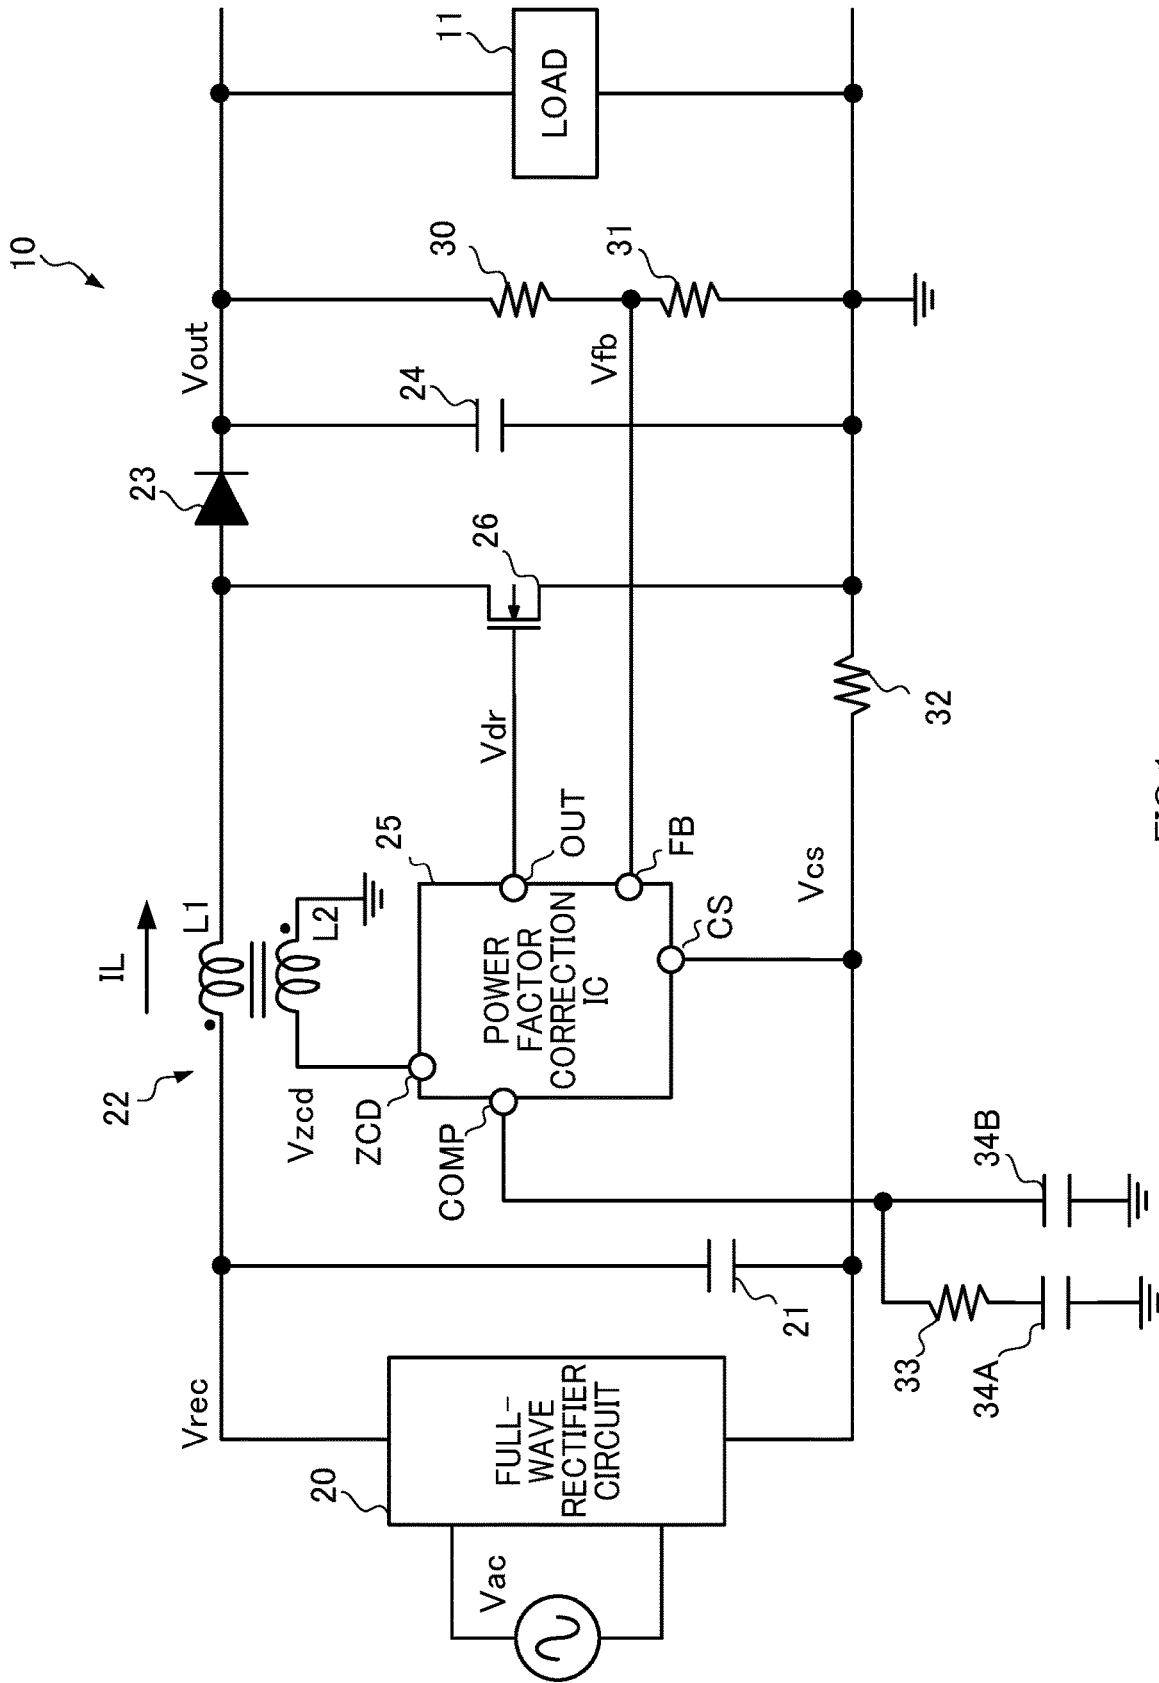 10
Vrec
22
IL
L1
23
Vout
20
FULL-
WAVE
RECTIFIER
CIRCUIT
Vac
Vzcd
L2
ZCD
25
COMP
POWER
FACTOR
CORRECTION
IC
Vdr
OUT
26
24
30
11
LOAD
Vfb
31
FB
CS
21
Vcs
32
33
34A
34B